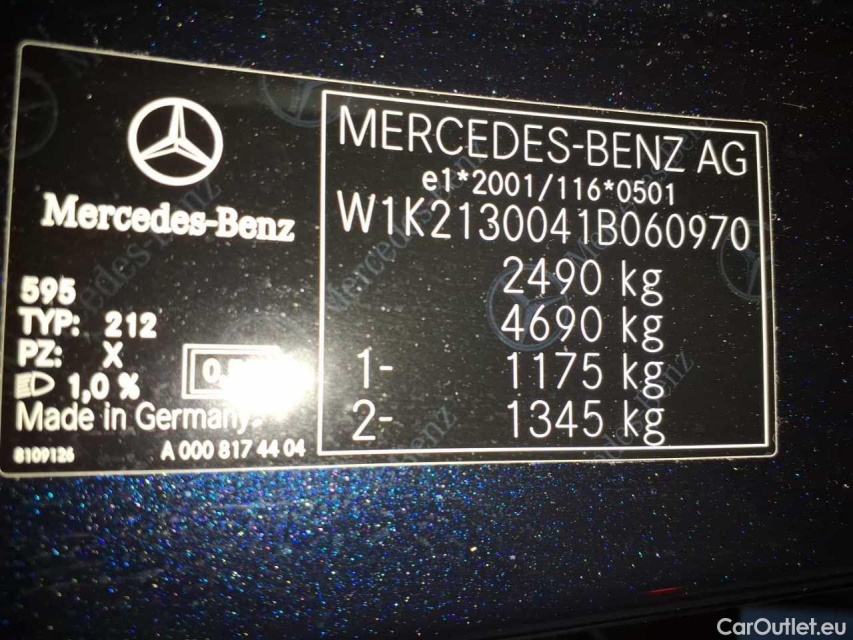 Mercedes-Benz
595
TYP: 212
PZ: X
1,0 %
Made in Germany
8109126
A 000 817 44 04
MERCEDES-BENZ AG
e1*2001/116*0501
W1K2130041B060970
2490 kg
4690 kg
1- 1175 kg
2- 1345 kg
CarOutlet.eu